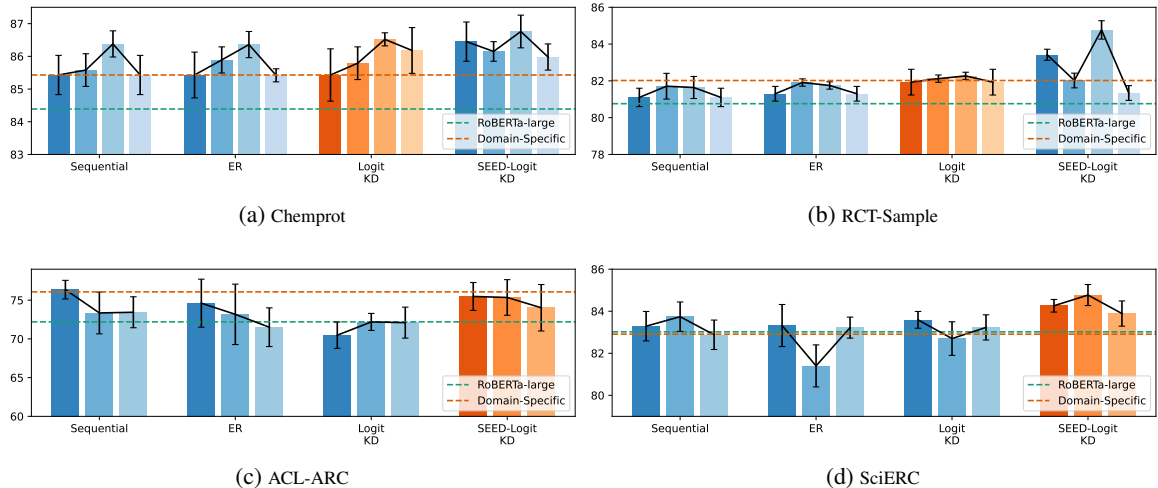 87
86
85
84
83
RoBERTa-large
Domain-Specific
Sequential
ER
Logit
KD
SEED-Logit
KD
(a) Chemprot
86
84
82
80
78
RoBERTa-large
Domain-Specific
Sequential
ER
Logit
KD
SEED-Logit
KD
(b) RCT-Sample
75
70
65
60
RoBERTa-large
Domain-Specific
Sequential
ER
Logit
KD
SEED-Logit
KD
(c) ACL-ARC
86
84
82
80
RoBERTa-large
Domain-Specific
Sequential
ER
Logit
KD
SEED-Logit
KD
(d) SciERC